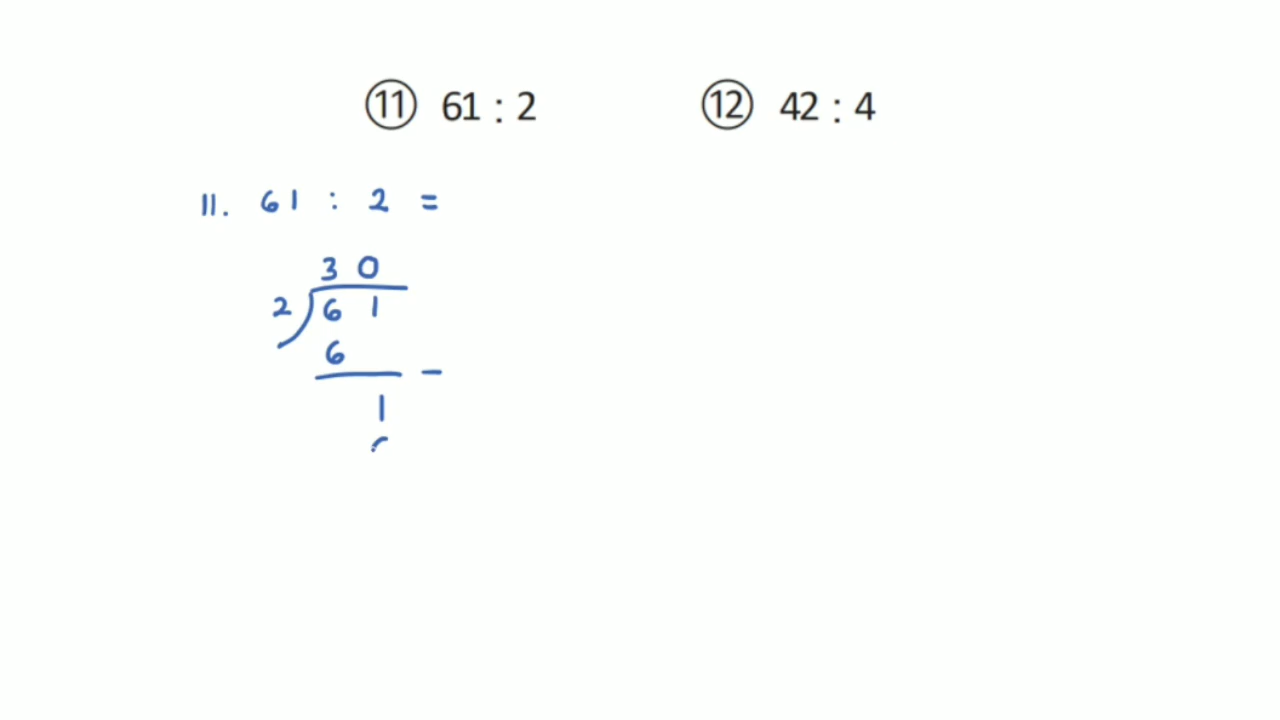 ⑪ 61 : 2 ⑫ 42 : 4
11. 61 : 2 =
3 0
2 6 1
6 -
1